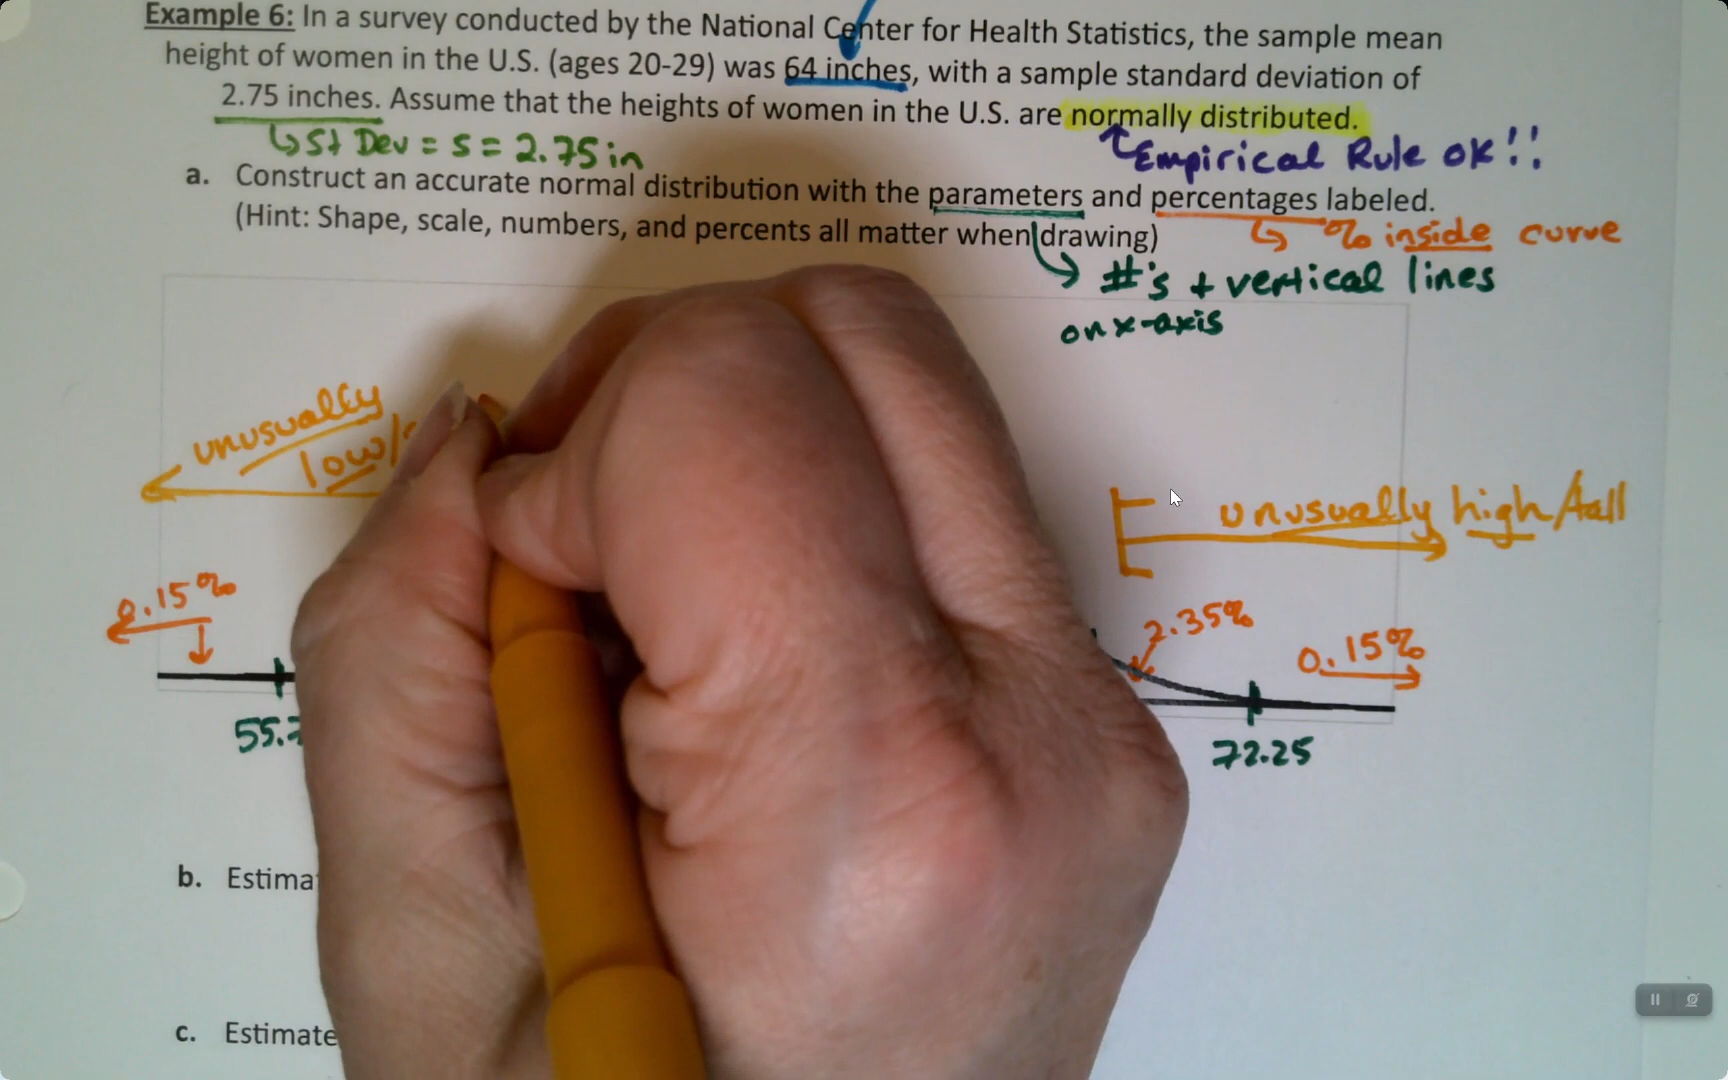 Example 6: In a survey conducted by the National Center for Health Statistics, the sample mean
height of women in the U.S. (ages 20-29) was 64 inches, with a sample standard deviation of
2.75 inches. Assume that the heights of women in the U.S. are normally distributed.
St Dev = s = 2.75 in
Empirical Rule OK!!
a. Construct an accurate normal distribution with the parameters and percentages labeled.
(Hint: Shape, scale, numbers, and percents all matter when drawing)
% inside curve
#'s + vertical lines
on x-axis
unusually
low/
unusually high/tall
0.15%
2.35%
0.15%
55.7
72.25
b. Estima
c. Estimate